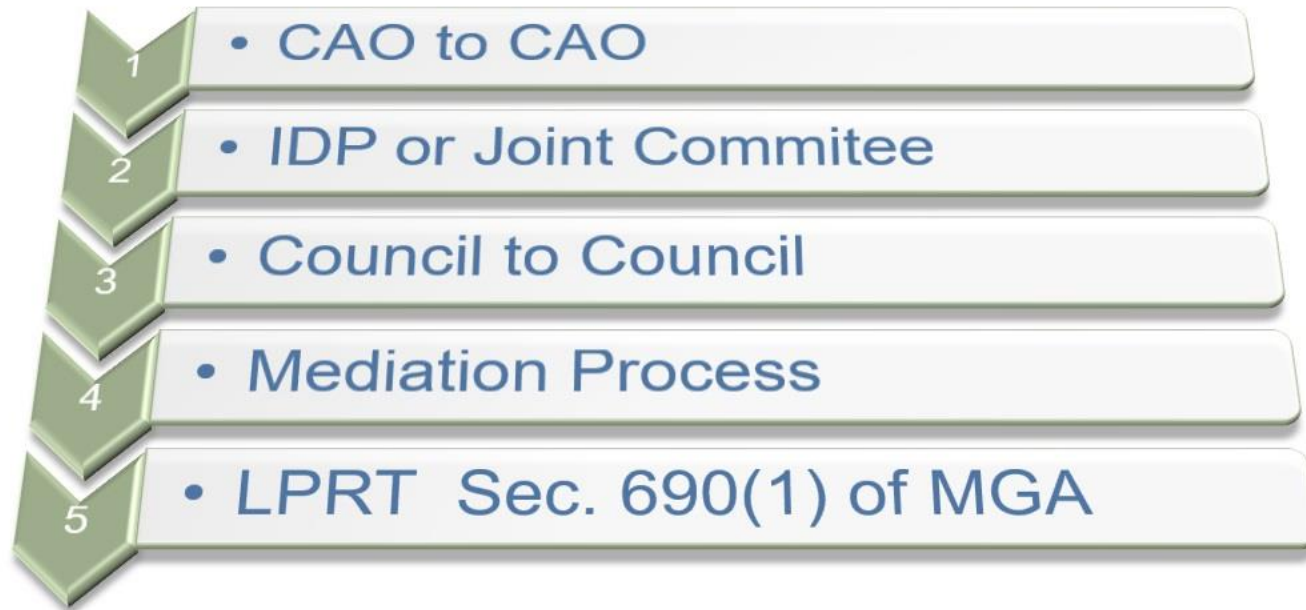 1 • CAO to CAO
2 • IDP or Joint Commitee
3 • Council to Council
4 • Mediation Process
5 • LPRT Sec. 690(1) of MGA